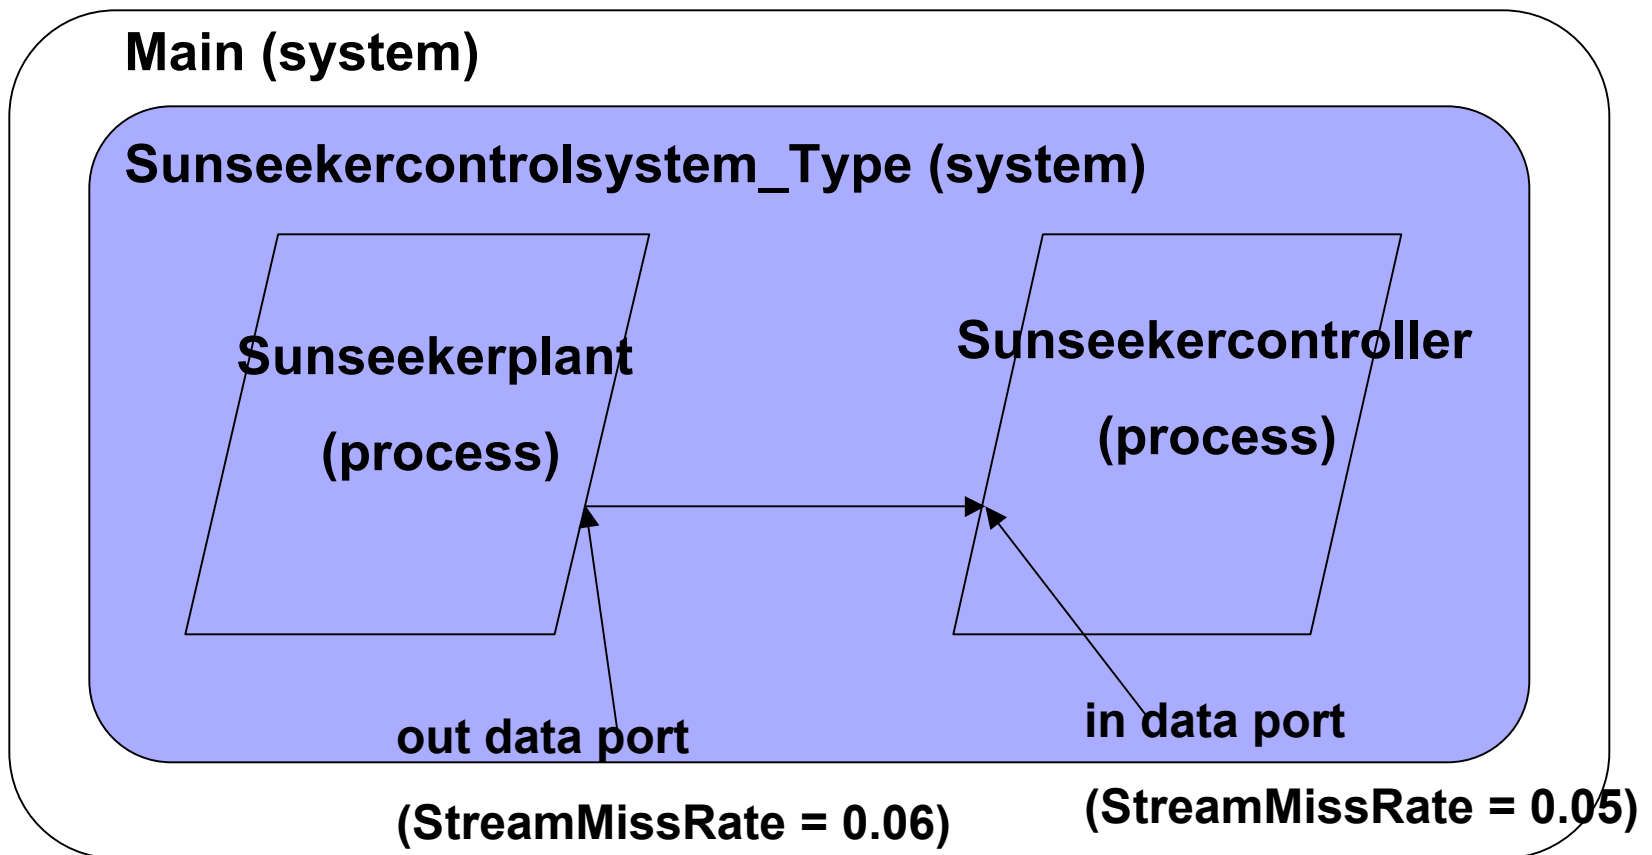 Main (system)
Sunseekercontrolsystem_Type (system)
Sunseekerplant
(process)
Sunseekercontroller
(process)
out data port
(StreamMissRate = 0.06)
in data port
(StreamMissRate = 0.05)